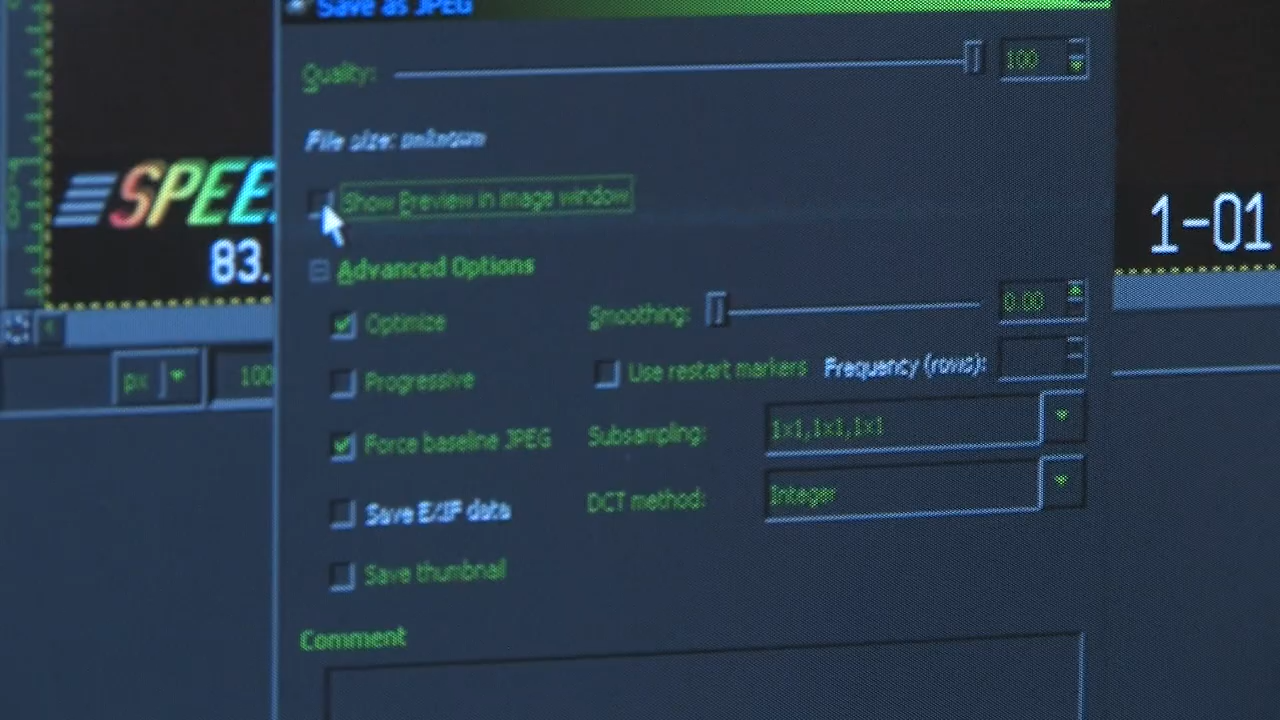 Save as JPEG
Quality: 100
File size: unknown
Show Preview in image window
SPEE
83.
1-01
Advanced Options
Optimize
Smoothing: 0.00
Progressive
Use restart markers Frequency (rows):
px
100
Force baseline JPEG
Subsampling: 1x1,1x1,1x1
Save EXIF data
DCT method: Integer
Save thumbnail
Comment